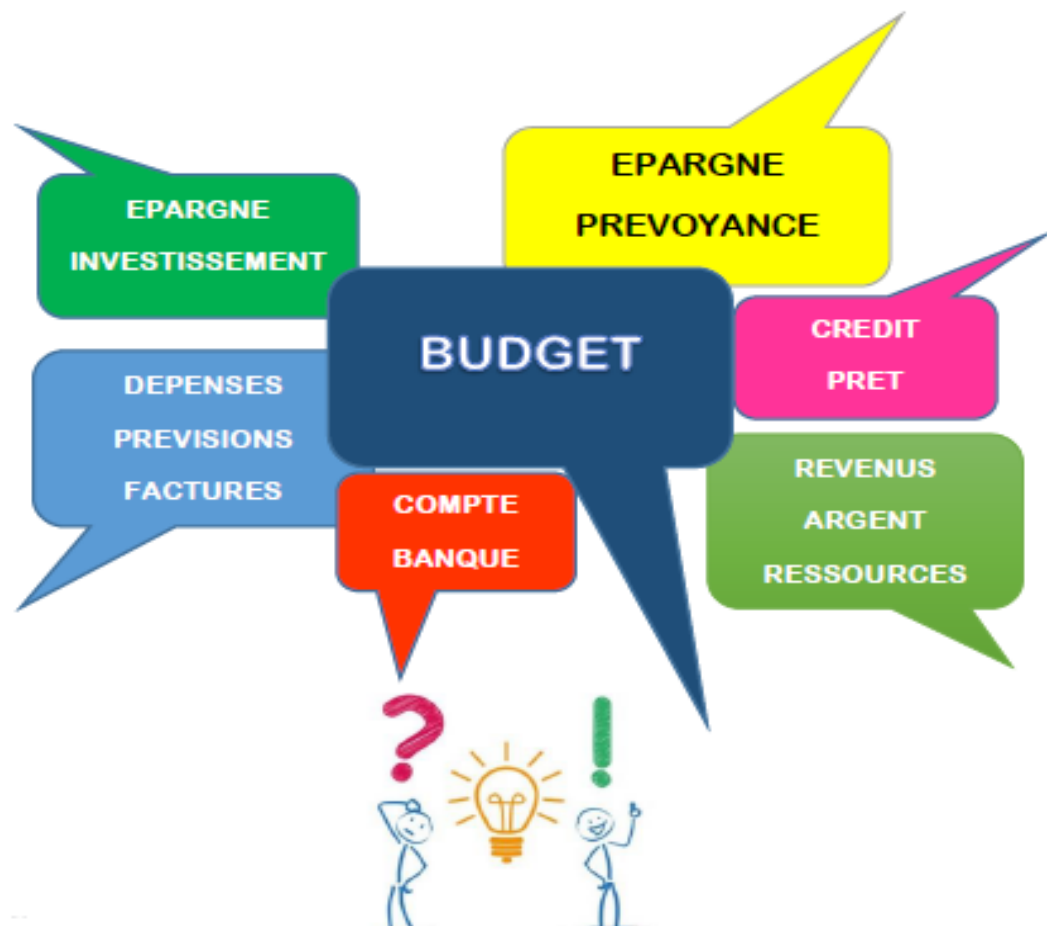 EPARGNE
PREVOYANCE
EPARGNE
INVESTISSEMENT
BUDGET
CREDIT
PRET
DEPENSES
PREVISIONS
FACTURES
COMPTE
BANQUE
REVENUS
ARGENT
RESSOURCES
?
!